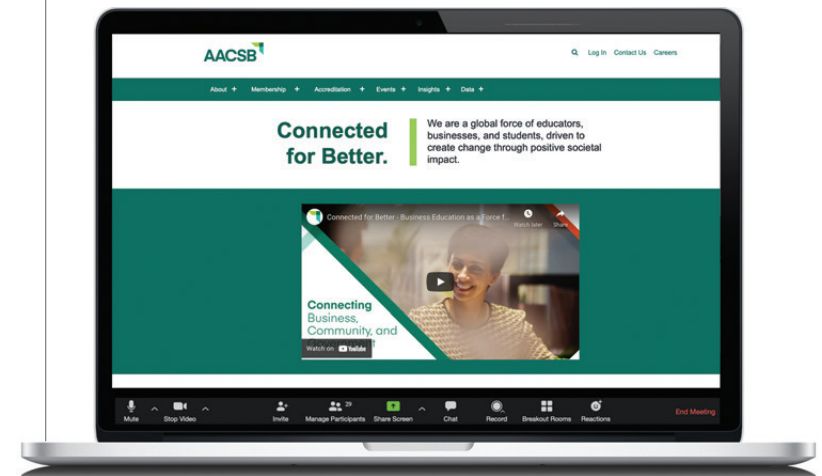 AACSB
Log In Contact Us Careers
About + Membership + Accreditation + Events + Insights + Data +
Connected
for Better.
We are a global force of educators,
businesses, and students, driven to
create change through positive societal
impact.
Connected for Better - Business Education as a Force f...
Watch later Share
Connecting
Business,
Community, and
Watch on YouTube
29
Mute Stop Video Invite Manage Participants Share Screen Chat Record Breakout Rooms Reactions End Meeting